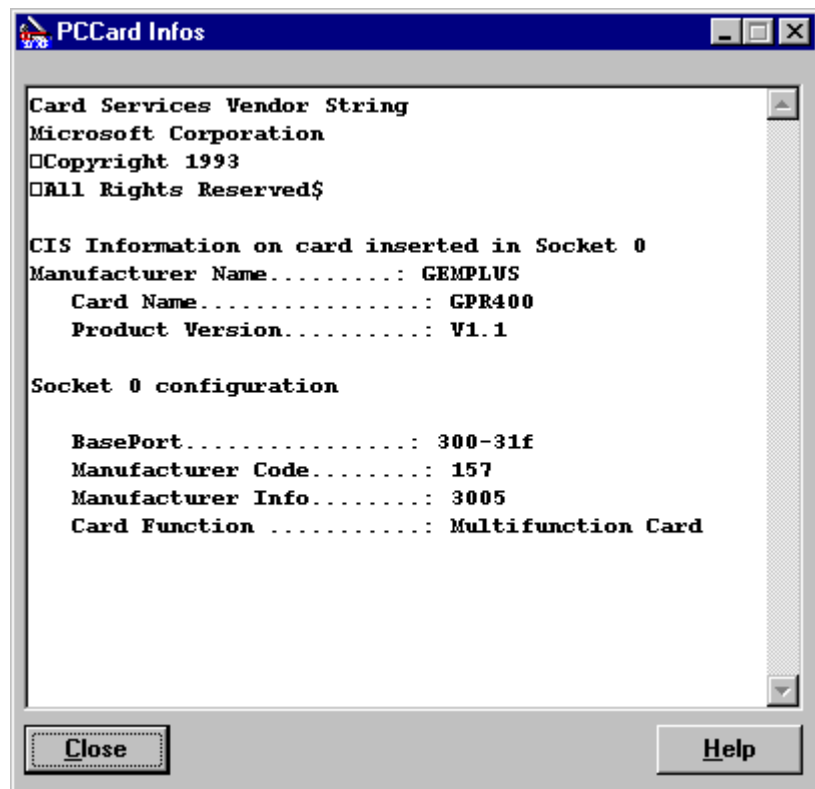 PCCard Infos
Card Services Vendor String
Microsoft Corporation
□Copyright 1993
□All Rights Reserved$
CIS Information on card inserted in Socket 0
Manufacturer Name.........: GEMPLUS
Card Name................: GPR400
Product Version..........: V1.1
Socket 0 configuration
BasePort................: 300-31f
Manufacturer Code........: 157
Manufacturer Info........: 3005
Card Function ...........: Multifunction Card
Close
Help